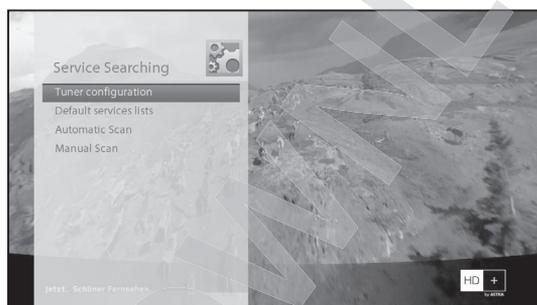 Service Searching
Tuner configuration
Default services lists
Automatic Scan
Manual Scan
Jetzt. Schöner Fernsehen.
HD +
by ASTRA